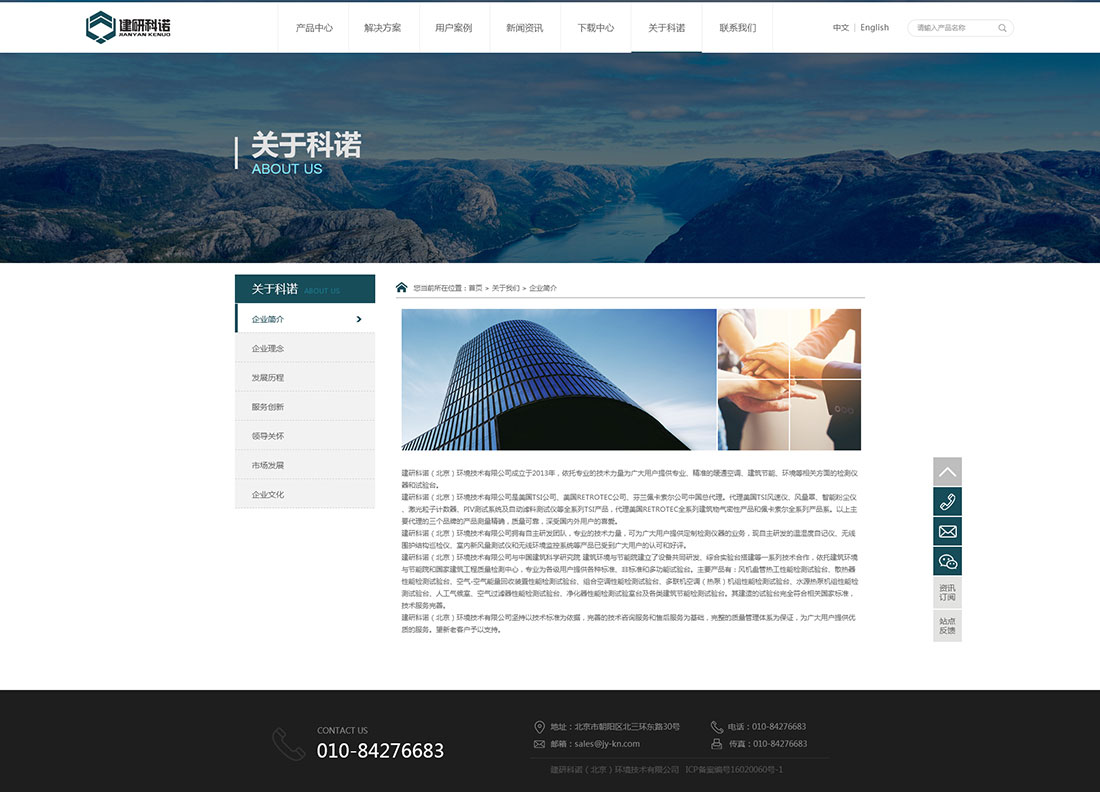 建研科诺
JIANYAN KENUO
产品中心 解决方案 用户案例 新闻资讯 下载中心 关于科诺 联系我们
中文 | English
请输入产品名称
关于科诺
ABOUT US
关于科诺 ABOUT US
企业简介
企业理念
发展历程
服务创新
领导关怀
市场发展
企业文化
您当前所在位置：首页 > 关于我们 > 企业简介
建研科诺（北京）环境技术有限公司成立于2013年，依托专业的技术力量为广大用户提供专业、精准的暖通空调、建筑节能、环境等相关方面的检测仪
器和试验台。
建研科诺（北京）环境技术有限公司是美国TSI公司、美国RETROTEC公司、芬兰佩卡索尔公司中国总代理。代理美国TSI风速仪、风量罩、智能粉尘仪
、激光粒子计数器、PIV测试系统及自动滤料测试仪等全系列TSI产品，代理美国RETROTEC全系列建筑物气密性产品和佩卡索尔全系列产品系。以上主
要代理的三个品牌的产品测量精确，质量可靠，深受国内外用户的喜爱。
建研科诺（北京）环境技术有限公司拥有自主研发团队，专业的技术力量，可为广大用户提供定制检测仪器的业务，现自主研发的温湿度自记仪、无线
围护结构巡检仪、室内新风量测试仪和无线环境监控系统等产品已受到广大用户的认可和好评。
建研科诺（北京）环境技术有限公司与中国建筑科学研究院 建筑环境与节能院建立了设备共同研发、综合实验台搭建等一系列技术合作，依托建筑环境
与节能院和国家建筑工程质量检测中心，专业为各级用户提供各种标准、非标准和多功能试验台。主要产品有：风机盘管热工性能检测试验台、散热器
性能检测试验台、空气-空气能量回收装置性能检测试验台、组合空调性能检测试验台、多联机空调（热泵）机组性能检测试验台、水源热泵机组性能检
测试验台、人工气候室、空气过滤器性能检测试验台、净化器性能检测试验室台及各类建筑节能检测试验台。其建造的试验台完全符合相关国家标准，
技术服务完善。
建研科诺（北京）环境技术有限公司坚持以技术标准为依据，完善的技术咨询服务和售后服务为基础，完整的质量管理体系为保证，为广大用户提供优
质的服务。望新老客户予以支持。
资讯
订阅
站点
反馈
CONTACT US
010-84276683
地址：北京市朝阳区北三环东路30号
电话：010-84276683
邮箱：sales@jy-kn.com
传真：010-84276683
建研科诺（北京）环境技术有限公司 ICP备案编号16020060号-1